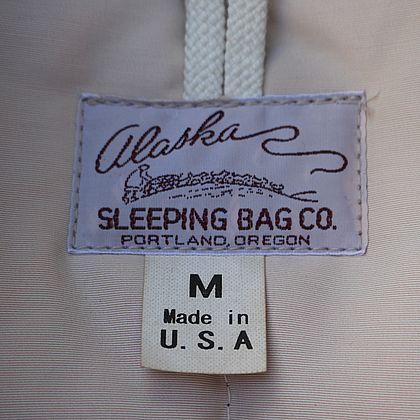 Alaska
SLEEPING BAG CO.
PORTLAND, OREGON
M
Made in
U.S.A